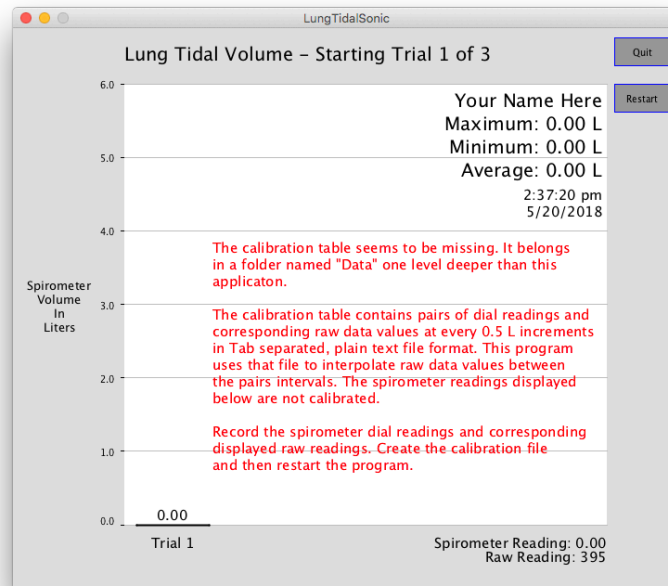 LungTidalSonic
Lung Tidal Volume – Starting Trial 1 of 3
Quit
Restart
Your Name Here
Maximum: 0.00 L
Minimum: 0.00 L
Average: 0.00 L
2:37:20 pm
5/20/2018
6.0
5.0
4.0
3.0
2.0
1.0
0.0
Spirometer
Volume
In
Liters
The calibration table seems to be missing. It belongs
in a folder named "Data" one level deeper than this
applicaton.
The calibration table contains pairs of dial readings and
corresponding raw data values at every 0.5 L increments
in Tab separated, plain text file format. This program
uses that file to interpolate raw data values between
the pairs intervals. The spirometer readings displayed
below are not calibrated.
Record the spirometer dial readings and corresponding
displayed raw readings. Create the calibration file
and then restart the program.
0.00
Trial 1
Spirometer Reading: 0.00
Raw Reading: 395